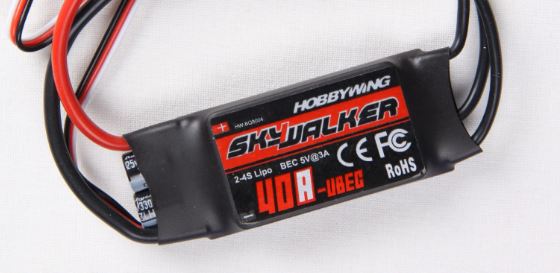 HOBBYWING
SKYWALKER
2-4S Lipo BEC 5V@3A
CE FC
RoHS
40A-UBEC